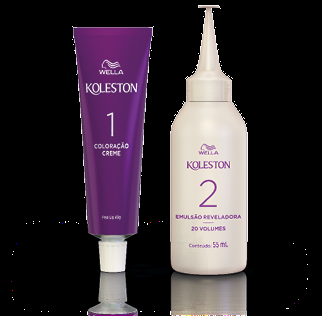 WELLA
KOLESTON
1
COLORAÇÃO
CREME
WELLA
KOLESTON
2
EMULSÃO REVELADORA
20 VOLUMES
Conteúdo: 55 mL